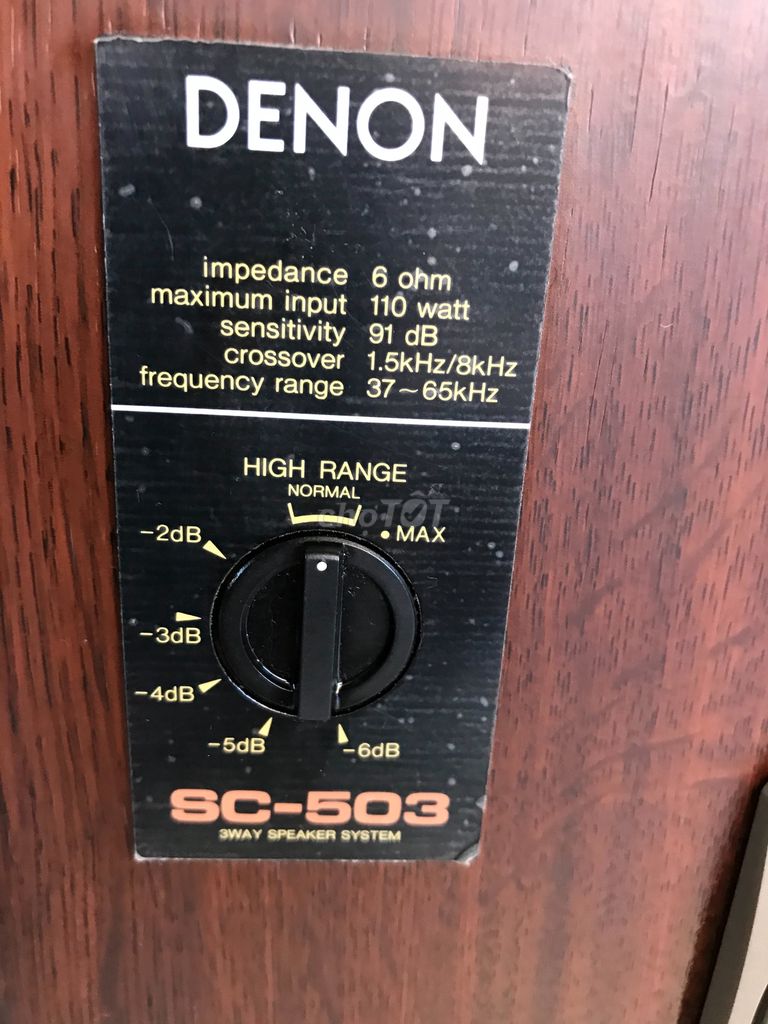 DENON
impedance 6 ohm
maximum input 110 watt
sensitivity 91 dB
crossover 1.5kHz/8kHz
frequency range 37~65kHz
HIGH RANGE
NORMAL
choTỐT
-2dB
MAX
-3dB
-4dB
-5dB
-6dB
SC-503
3WAY SPEAKER SYSTEM